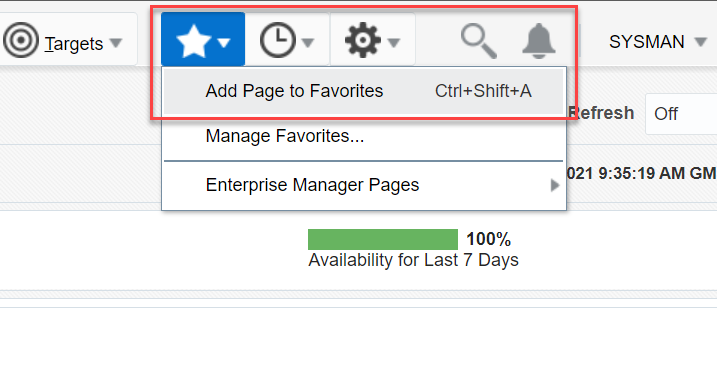 Targets
SYSMAN
Add Page to Favorites Ctrl+Shift+A
Refresh Off
Manage Favorites...
021 9:35:19 AM GM
Enterprise Manager Pages
100%
Availability for Last 7 Days